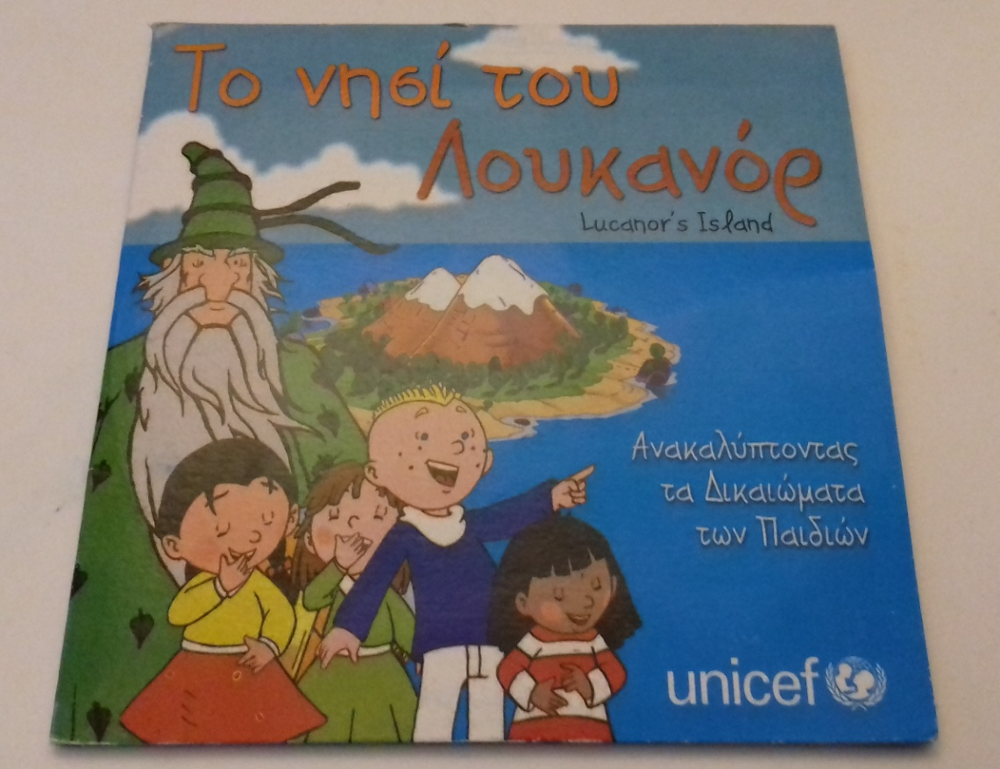 Το νησί του
Λουκανόρ
Lucanor's Island
Ανακαλύπτοντας
τα Δικαιώματα
των Παιδιών
unicef